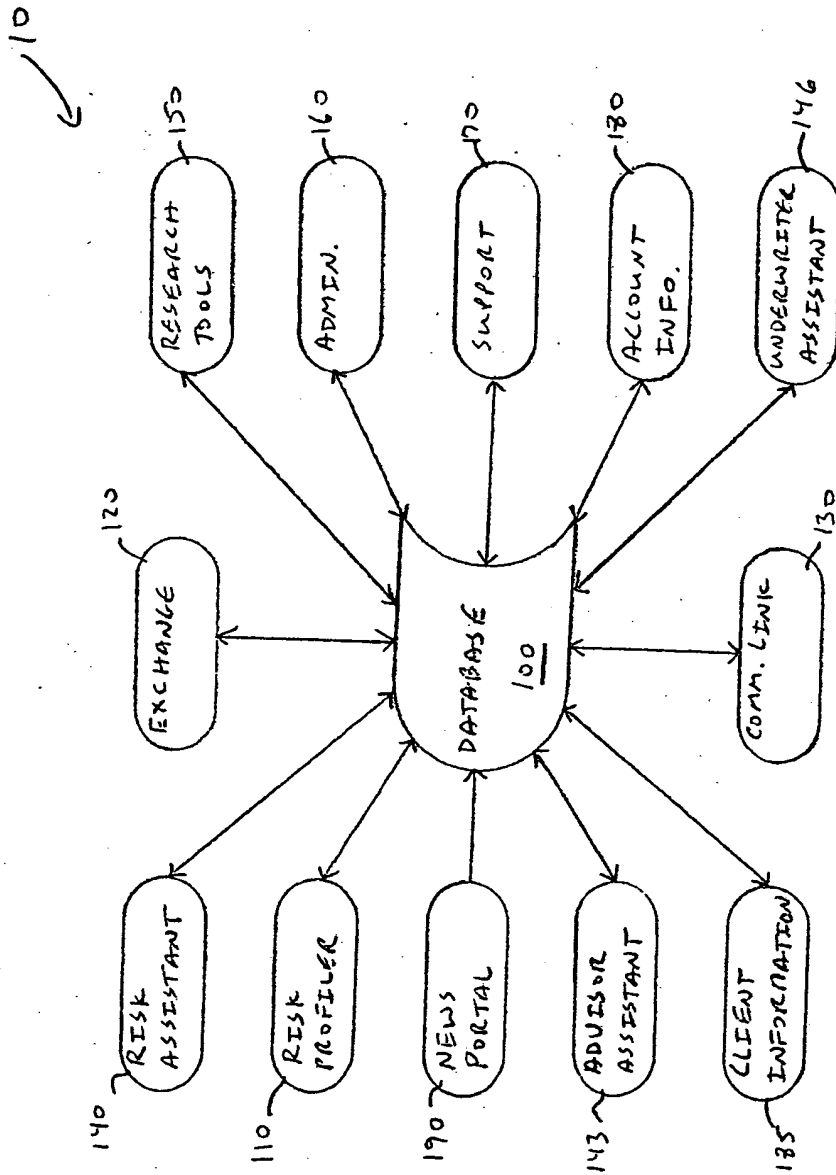 10
140
RISK
ASSISTANT
110
RISK
PROFILER
190
NEWS
PORTAL
143
ADVISOR
ASSISTANT
185
CLIENT
INFORMATION
120
EXCHANGE
DATABASE
100
COMM. LINK
130
150
RESEARCH
TOOLS
160
ADMIN.
170
SUPPORT
180
ACCOUNT
INFO.
146
UNDERWRITER
ASSISTANT